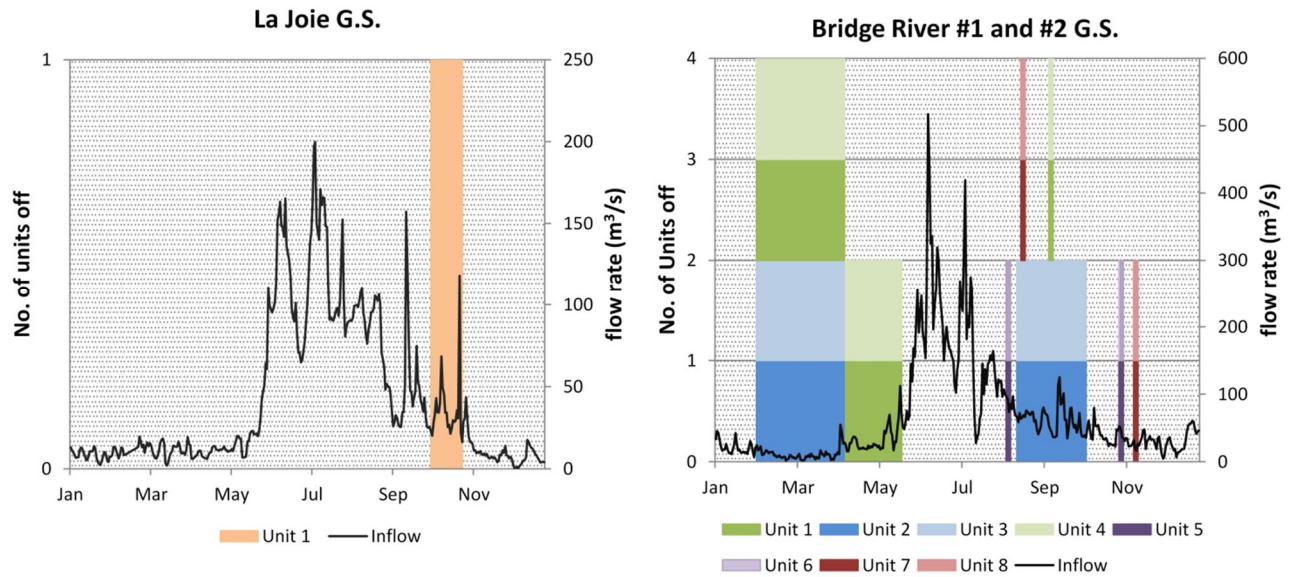 La Joie G.S.
No. of units off
1
0
250
200
150
100
50
0
flow rate (m³/s)
Jan Mar May Jul Sep Nov
Unit 1 Inflow
Bridge River #1 and #2 G.S.
No. of Units off
4
3
2
1
0
600
500
400
300
200
100
0
flow rate (m³/s)
Jan Mar May Jul Sep Nov
Unit 1 Unit 2 Unit 3 Unit 4 Unit 5
Unit 6 Unit 7 Unit 8 Inflow